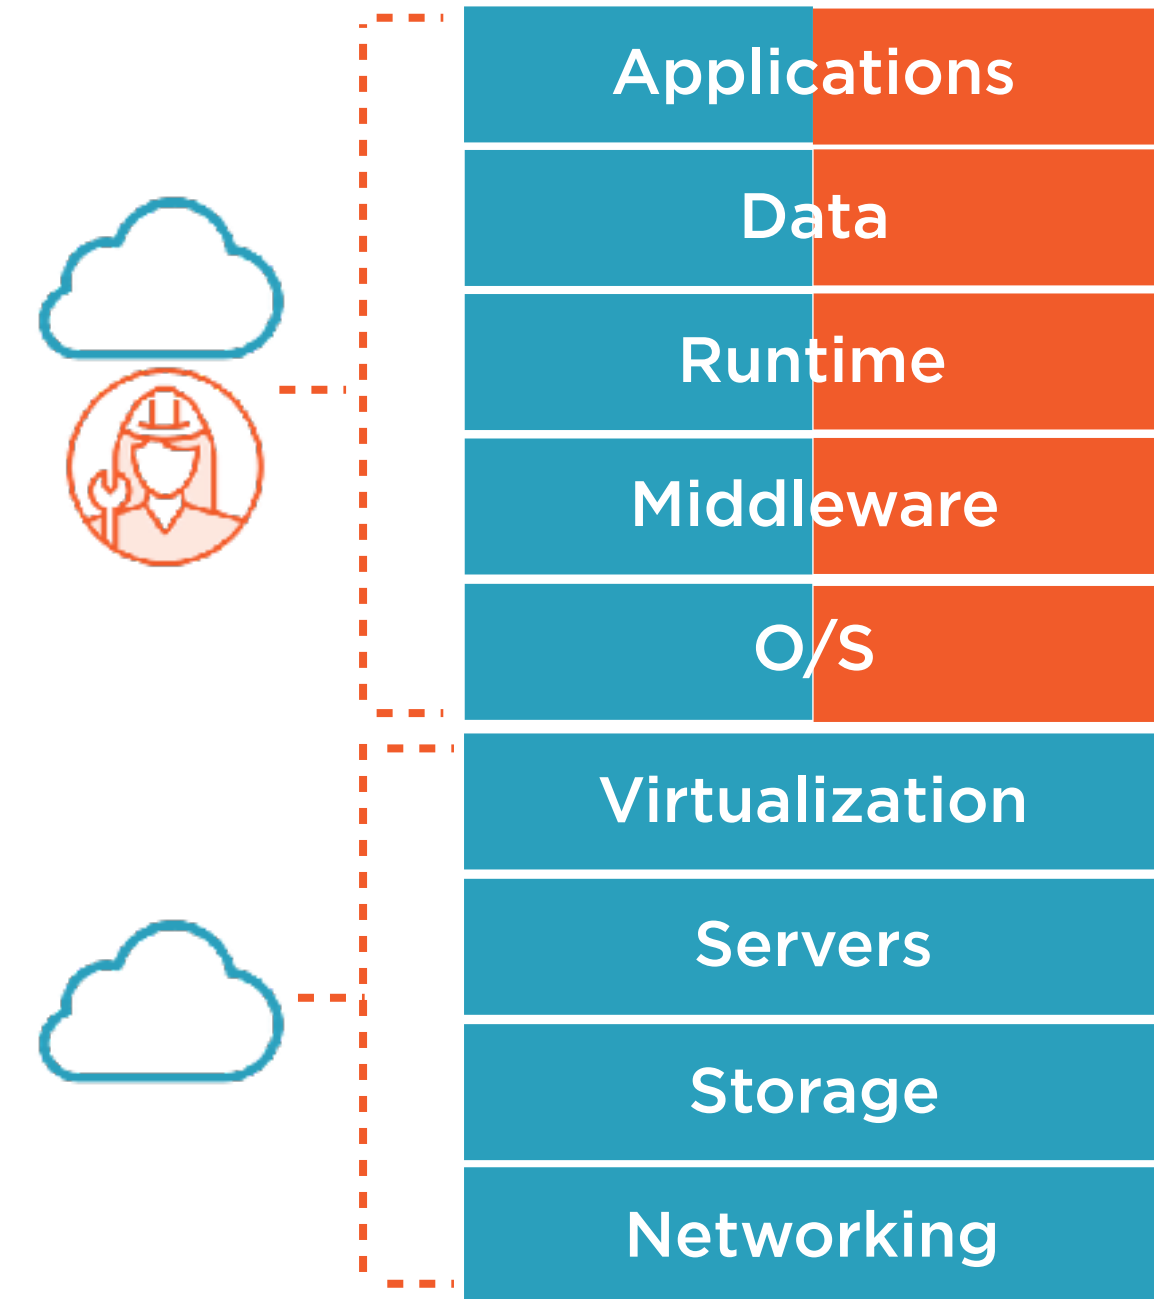 Applications
Data
Runtime
Middleware
O/S
Virtualization
Servers
Storage
Networking